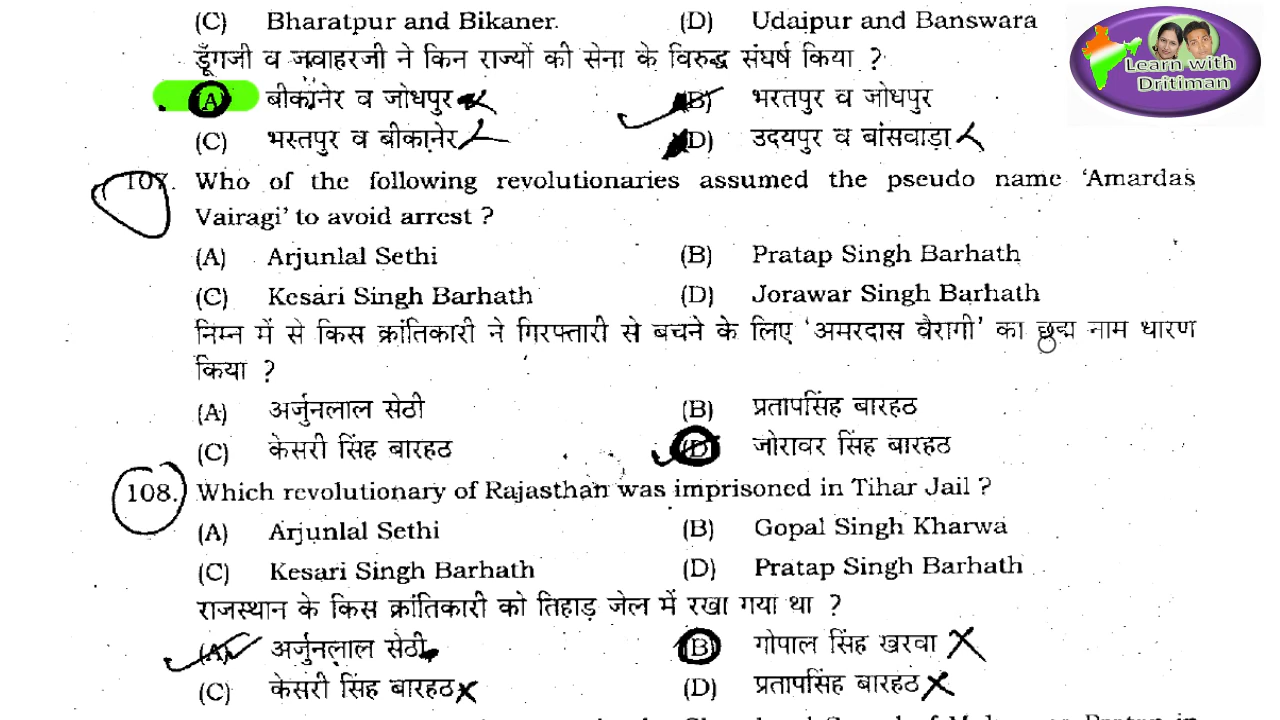 (C) Bharatpur and Bikaner. (D) Udaipur and Banswara
डूँगजी व जवाहरजी ने किन राज्यों की सेना के विरुद्ध संघर्ष किया ?
(A) बीकानेर व जोधपुर (B) भरतपुर व जोधपुर
(C) भरतपुर व बीकानेर (D) उदयपुर व बांसवाड़ा
Learn with
Dritiman
107. Who of the following revolutionaries assumed the pseudo name ‘Amardas
Vairagi’ to avoid arrest ?
(A) Arjunlal Sethi (B) Pratap Singh Barhath
(C) Kesari Singh Barhath (D) Jorawar Singh Barhath
निम्न में से किस क्रांतिकारी ने गिरफ्तारी से बचने के लिए ‘अमरदास वैरागी’ का छद्म नाम धारण
किया ?
(A) अर्जुनलाल सेठी (B) प्रतापसिंह बारहठ
(C) केसरी सिंह बारहठ (D) जोरावर सिंह बारहठ
108. Which revolutionary of Rajasthan was imprisoned in Tihar Jail ?
(A) Arjunlal Sethi (B) Gopal Singh Kharwa
(C) Kesari Singh Barhath (D) Pratap Singh Barhath
राजस्थान के किस क्रांतिकारी को तिहाड़ जेल में रखा गया था ?
(A) अर्जुनलाल सेठी (B) गोपाल सिंह खरवा
(C) केसरी सिंह बारहठ (D) प्रतापसिंह बारहठ